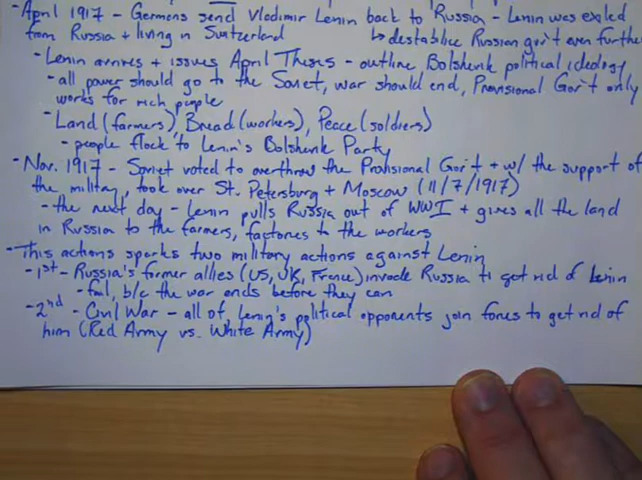 - April 1917 - Germans send Vladimir Lenin back to Russia - Lenin was exiled
from Russia + living in Switzerland ↳ destablize Russian gov't even further
- Lenin arrives + issues April Theses - outline Bolshevik political ideology
- all power should go to the Soviet, war should end, Provisional Gov't only
works for rich people
- Land (farmers), Bread (workers), Peace (soldiers)
- people flock to Lenin's Bolshevik Party
- Nov. 1917 - Soviet voted to overthrow the Provisional Gov't + w/ the support of
the military, took over St. Petersburg + Moscow (11/7/1917)
- the next day - Lenin pulls Russia out of WWI + gives all the land
in Russia to the farmers, factories to the workers
- This actions sparks two military actions against Lenin
- 1st - Russia's former allies (US, UK, France) invade Russia to get rid of Lenin
- fail, b/c the war ends before they can
- 2nd - Civil War - all of Lenin's political opponents join forces to get rid of
him (Red Army vs. White Army)